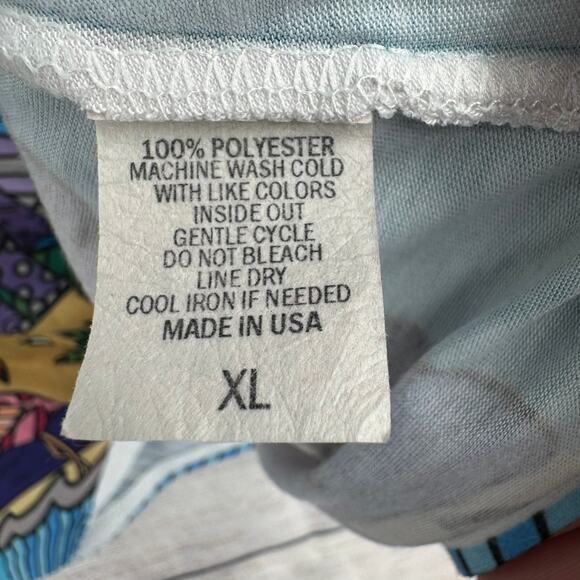 100% POLYESTER
MACHINE WASH COLD
WITH LIKE COLORS
INSIDE OUT
GENTLE CYCLE
DO NOT BLEACH
LINE DRY
COOL IRON IF NEEDED
MADE IN USA
XL